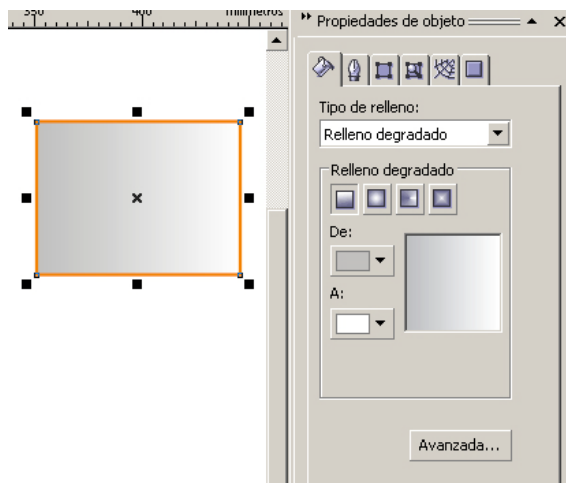 350 400 milímetros
Propiedades de objeto
Tipo de relleno:
Relleno degradado
Relleno degradado
De:
A:
Avanzada...